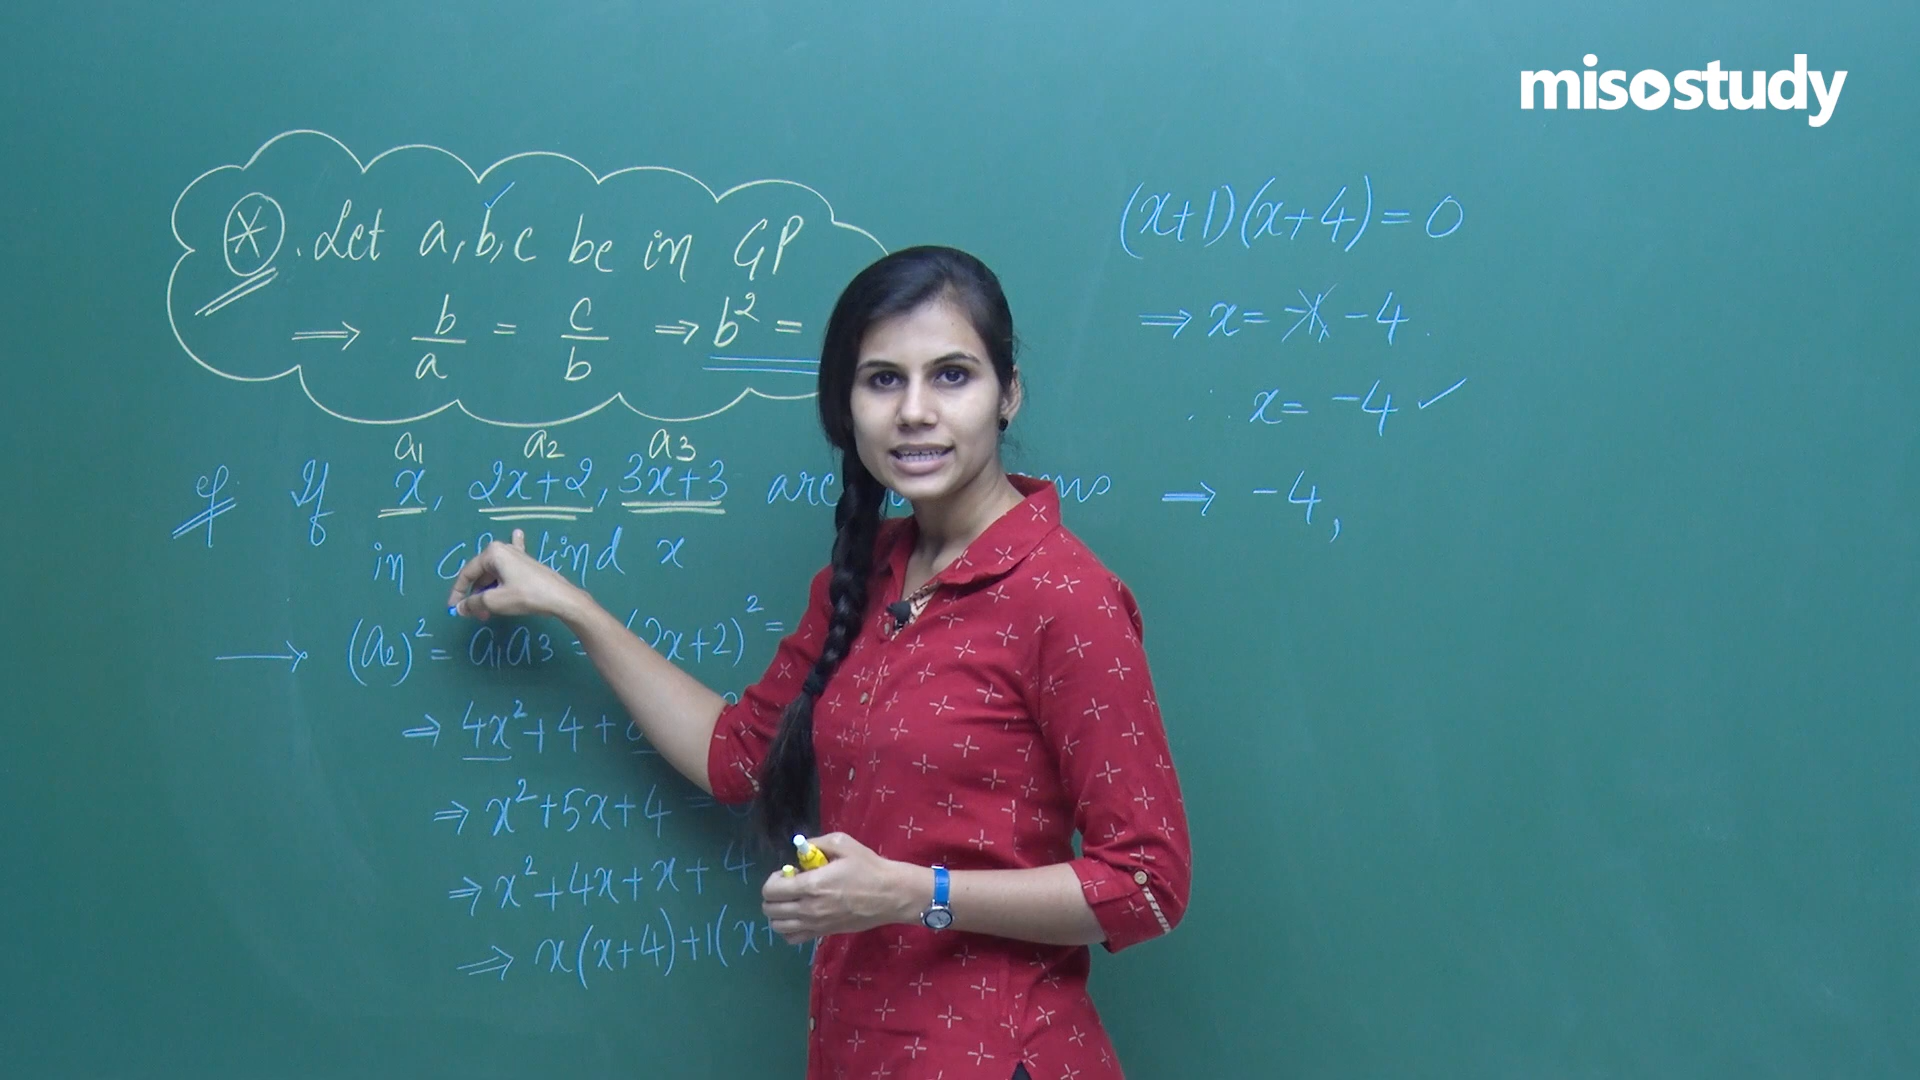 misostudy
*. Let a, b, c be in GP
⇒ b/a = c/b ⇒ b² =
a₁ a₂ a₃
If x, 2x+2, 3x+3 are
in GP find x
→ (a₂)² = a₁a₃ = (2x+2)² =
⇒ 4x² + 4 +
⇒ x² + 5x + 4 =
⇒ x² + 4x + x + 4
⇒ x(x+4) + 1(x+
(x+1)(x+4) = 0
⇒ x = -1, -4
∴ x = -4 ✓
⇒ -4,